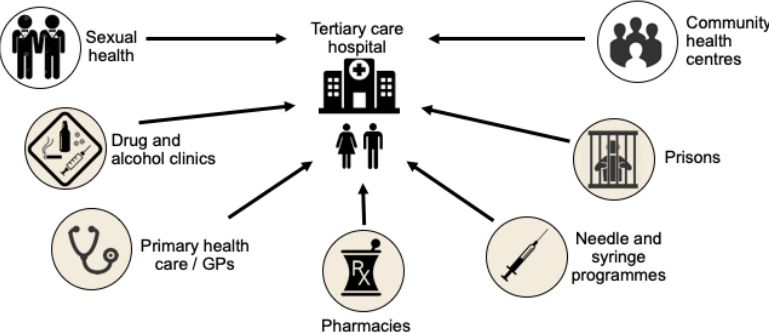 Sexual
health
Tertiary care
hospital
Community
health
centres
Drug and
alcohol clinics
Prisons
Primary health
care / GPs
Rx
Pharmacies
Needle and
syringe
programmes